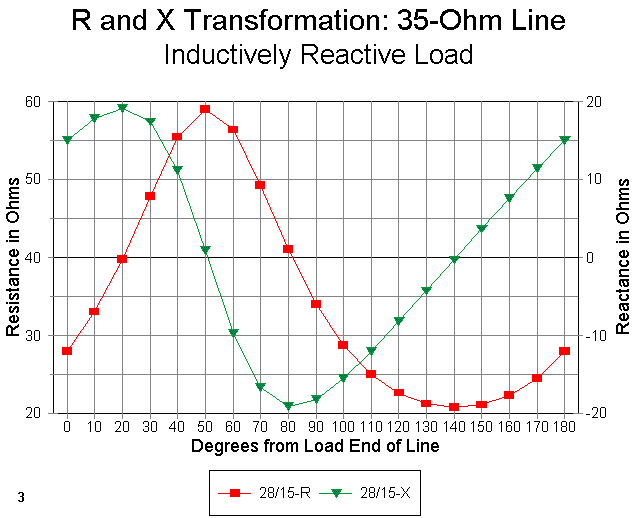 R and X Transformation: 35-Ohm Line
Inductively Reactive Load
60
50
40
30
20
Resistance in Ohms
20
10
0
-10
-20
Reactance in Ohms
0 10 20 30 40 50 60 70 80 90 100 110 120 130 140 150 160 170 180
Degrees from Load End of Line
28/15-R 28/15-X
3